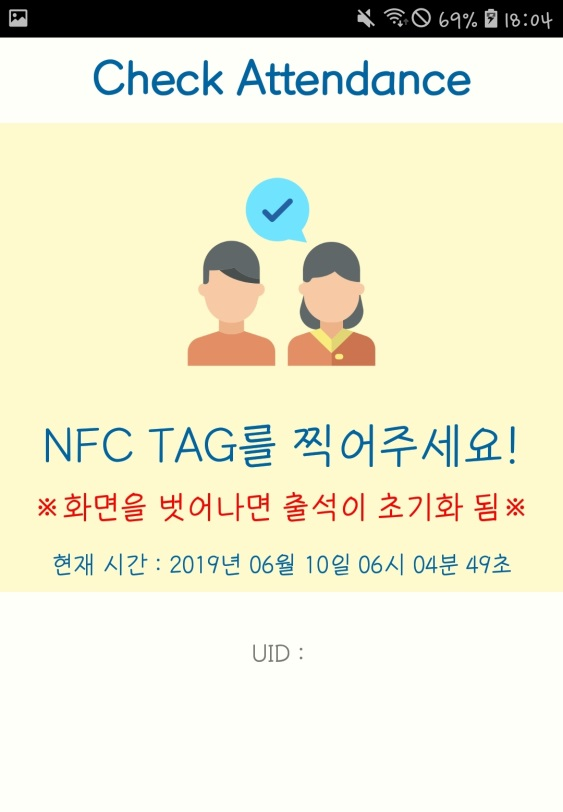 69% 18:04
Check Attendance
NFC TAG를 찍어주세요!
※화면을 벗어나면 출석이 초기화 됨※
현재 시간 : 2019년 06월 10일 06시 04분 49초
UID :